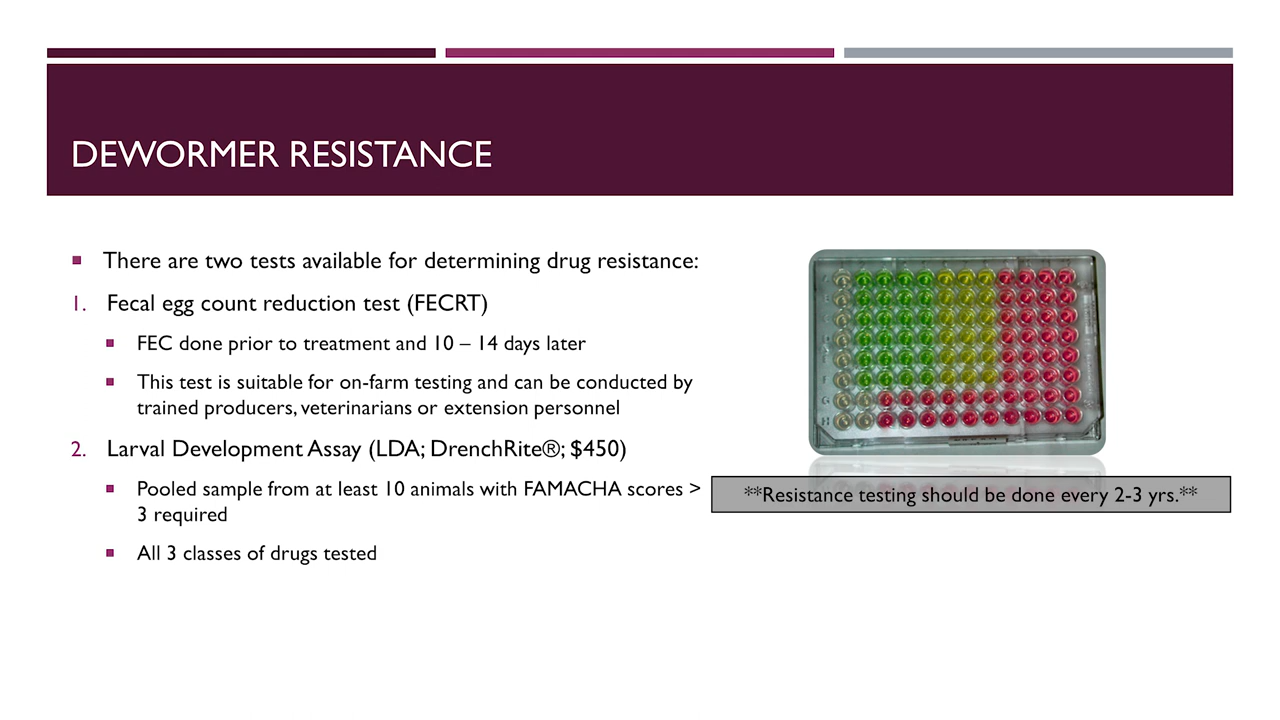 DEWORMER RESISTANCE
There are two tests available for determining drug resistance:
1. Fecal egg count reduction test (FECRT)
FEC done prior to treatment and 10 – 14 days later
This test is suitable for on-farm testing and can be conducted by
trained producers, veterinarians or extension personnel
2. Larval Development Assay (LDA; DrenchRite®; $450)
Pooled sample from at least 10 animals with FAMACHA scores >
3 required
All 3 classes of drugs tested
**Resistance testing should be done every 2-3 yrs.**